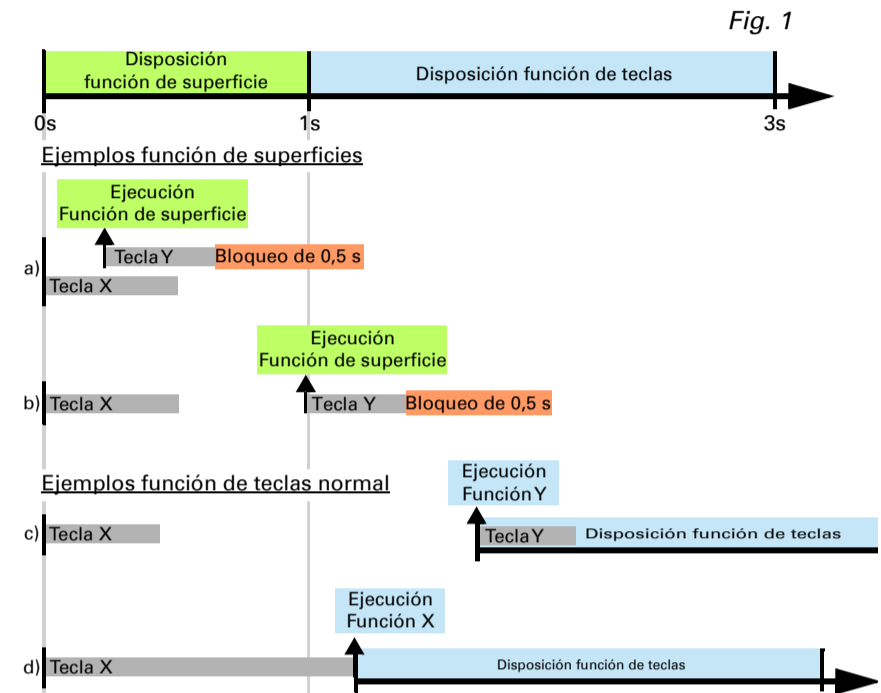 Fig. 1
Disposición
función de superficie
Disposición función de teclas
0s
1s
3s
Ejemplos función de superficies
Ejecución
Función de superficie
a)
Tecla Y
Bloqueo de 0,5 s
Tecla X
Ejecución
Función de superficie
b)
Tecla X
Tecla Y
Bloqueo de 0,5 s
Ejemplos función de teclas normal
Ejecución
Función Y
c)
Tecla X
Tecla Y
Disposición función de teclas
Ejecución
Función X
d)
Tecla X
Disposición función de teclas